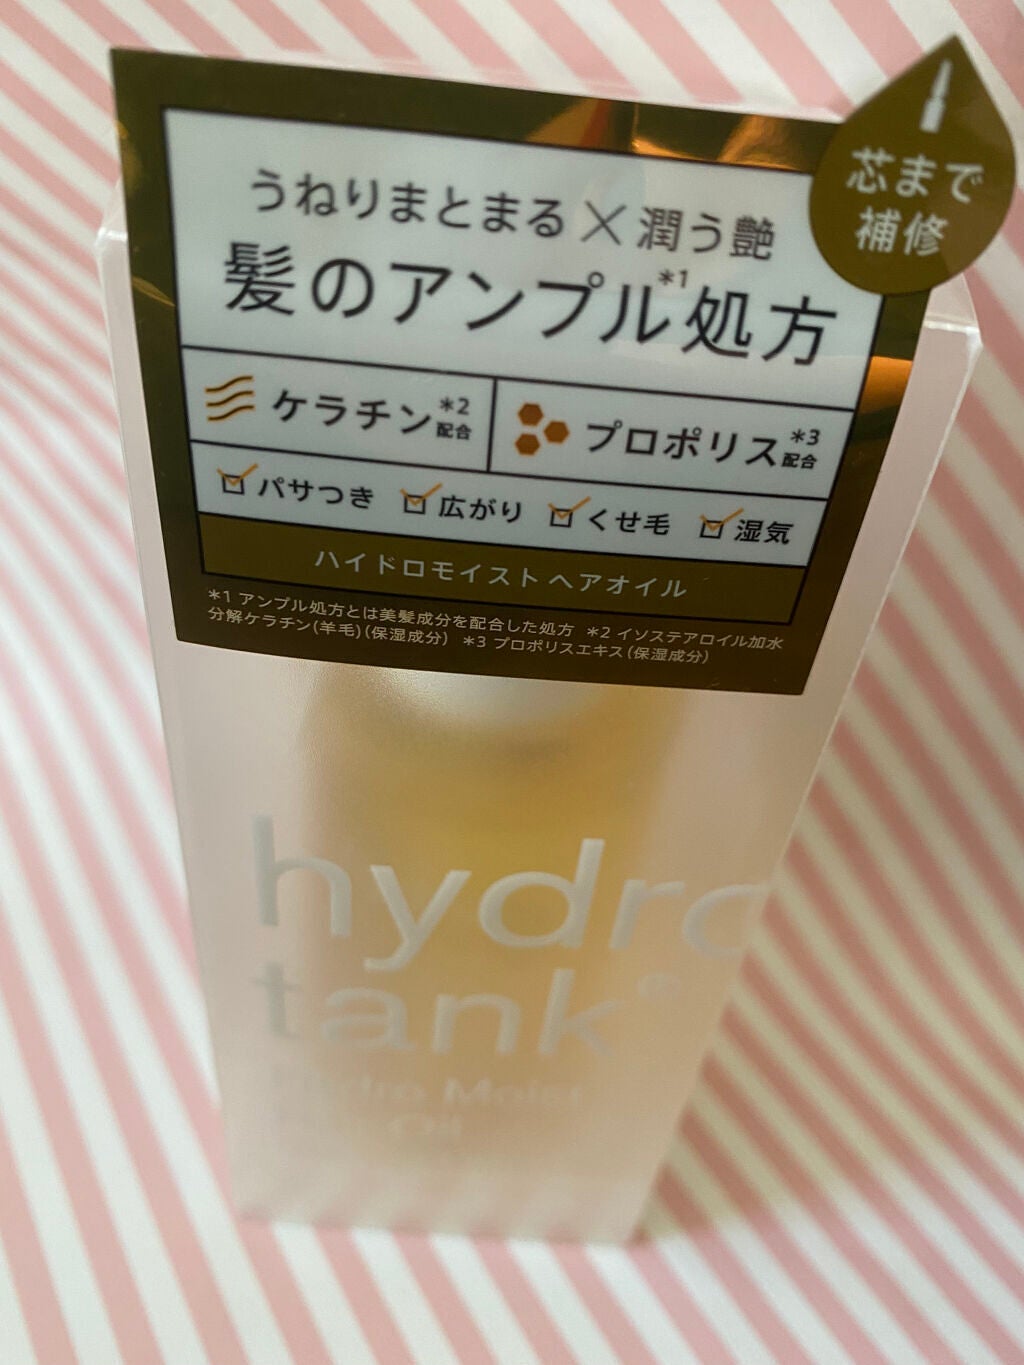 芯まで
補修
うねりまとまる×潤う艶
髪のアンプル*1処方
ケラチン*2配合
プロポリス*3配合
パサつき 広がり くせ毛 湿気
ハイドロモイスト ヘアオイル
*1 アンプル処方とは美髪成分を配合した処方 *2 イソステアロイル加水
分解ケラチン(羊毛)(保湿成分) *3 プロポリスエキス(保湿成分)
hydro
tank®
Hydro Moist
Oil